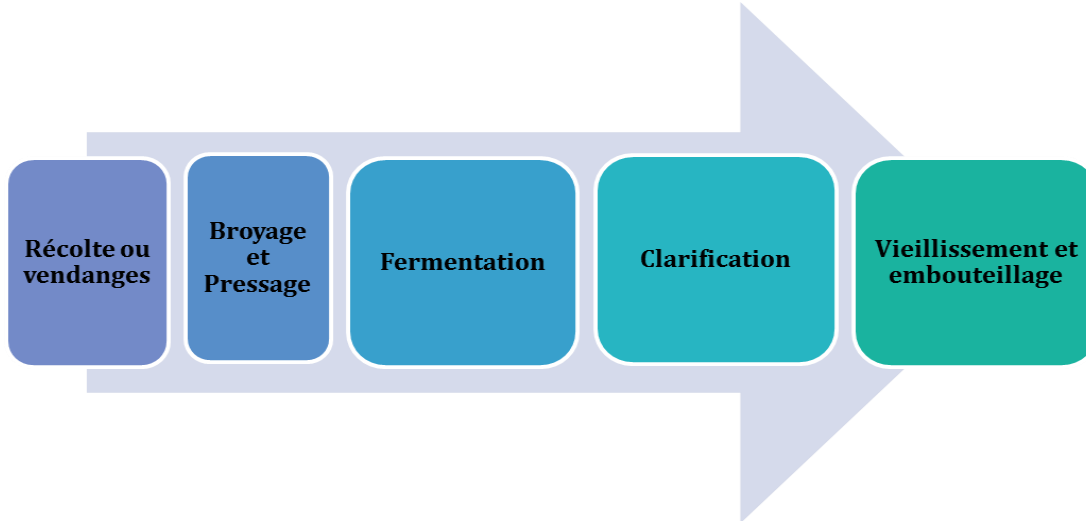 Récolte ou
vendanges
Broyage
et
Pressage
Fermentation
Clarification
Vieillissement et
embouteillage